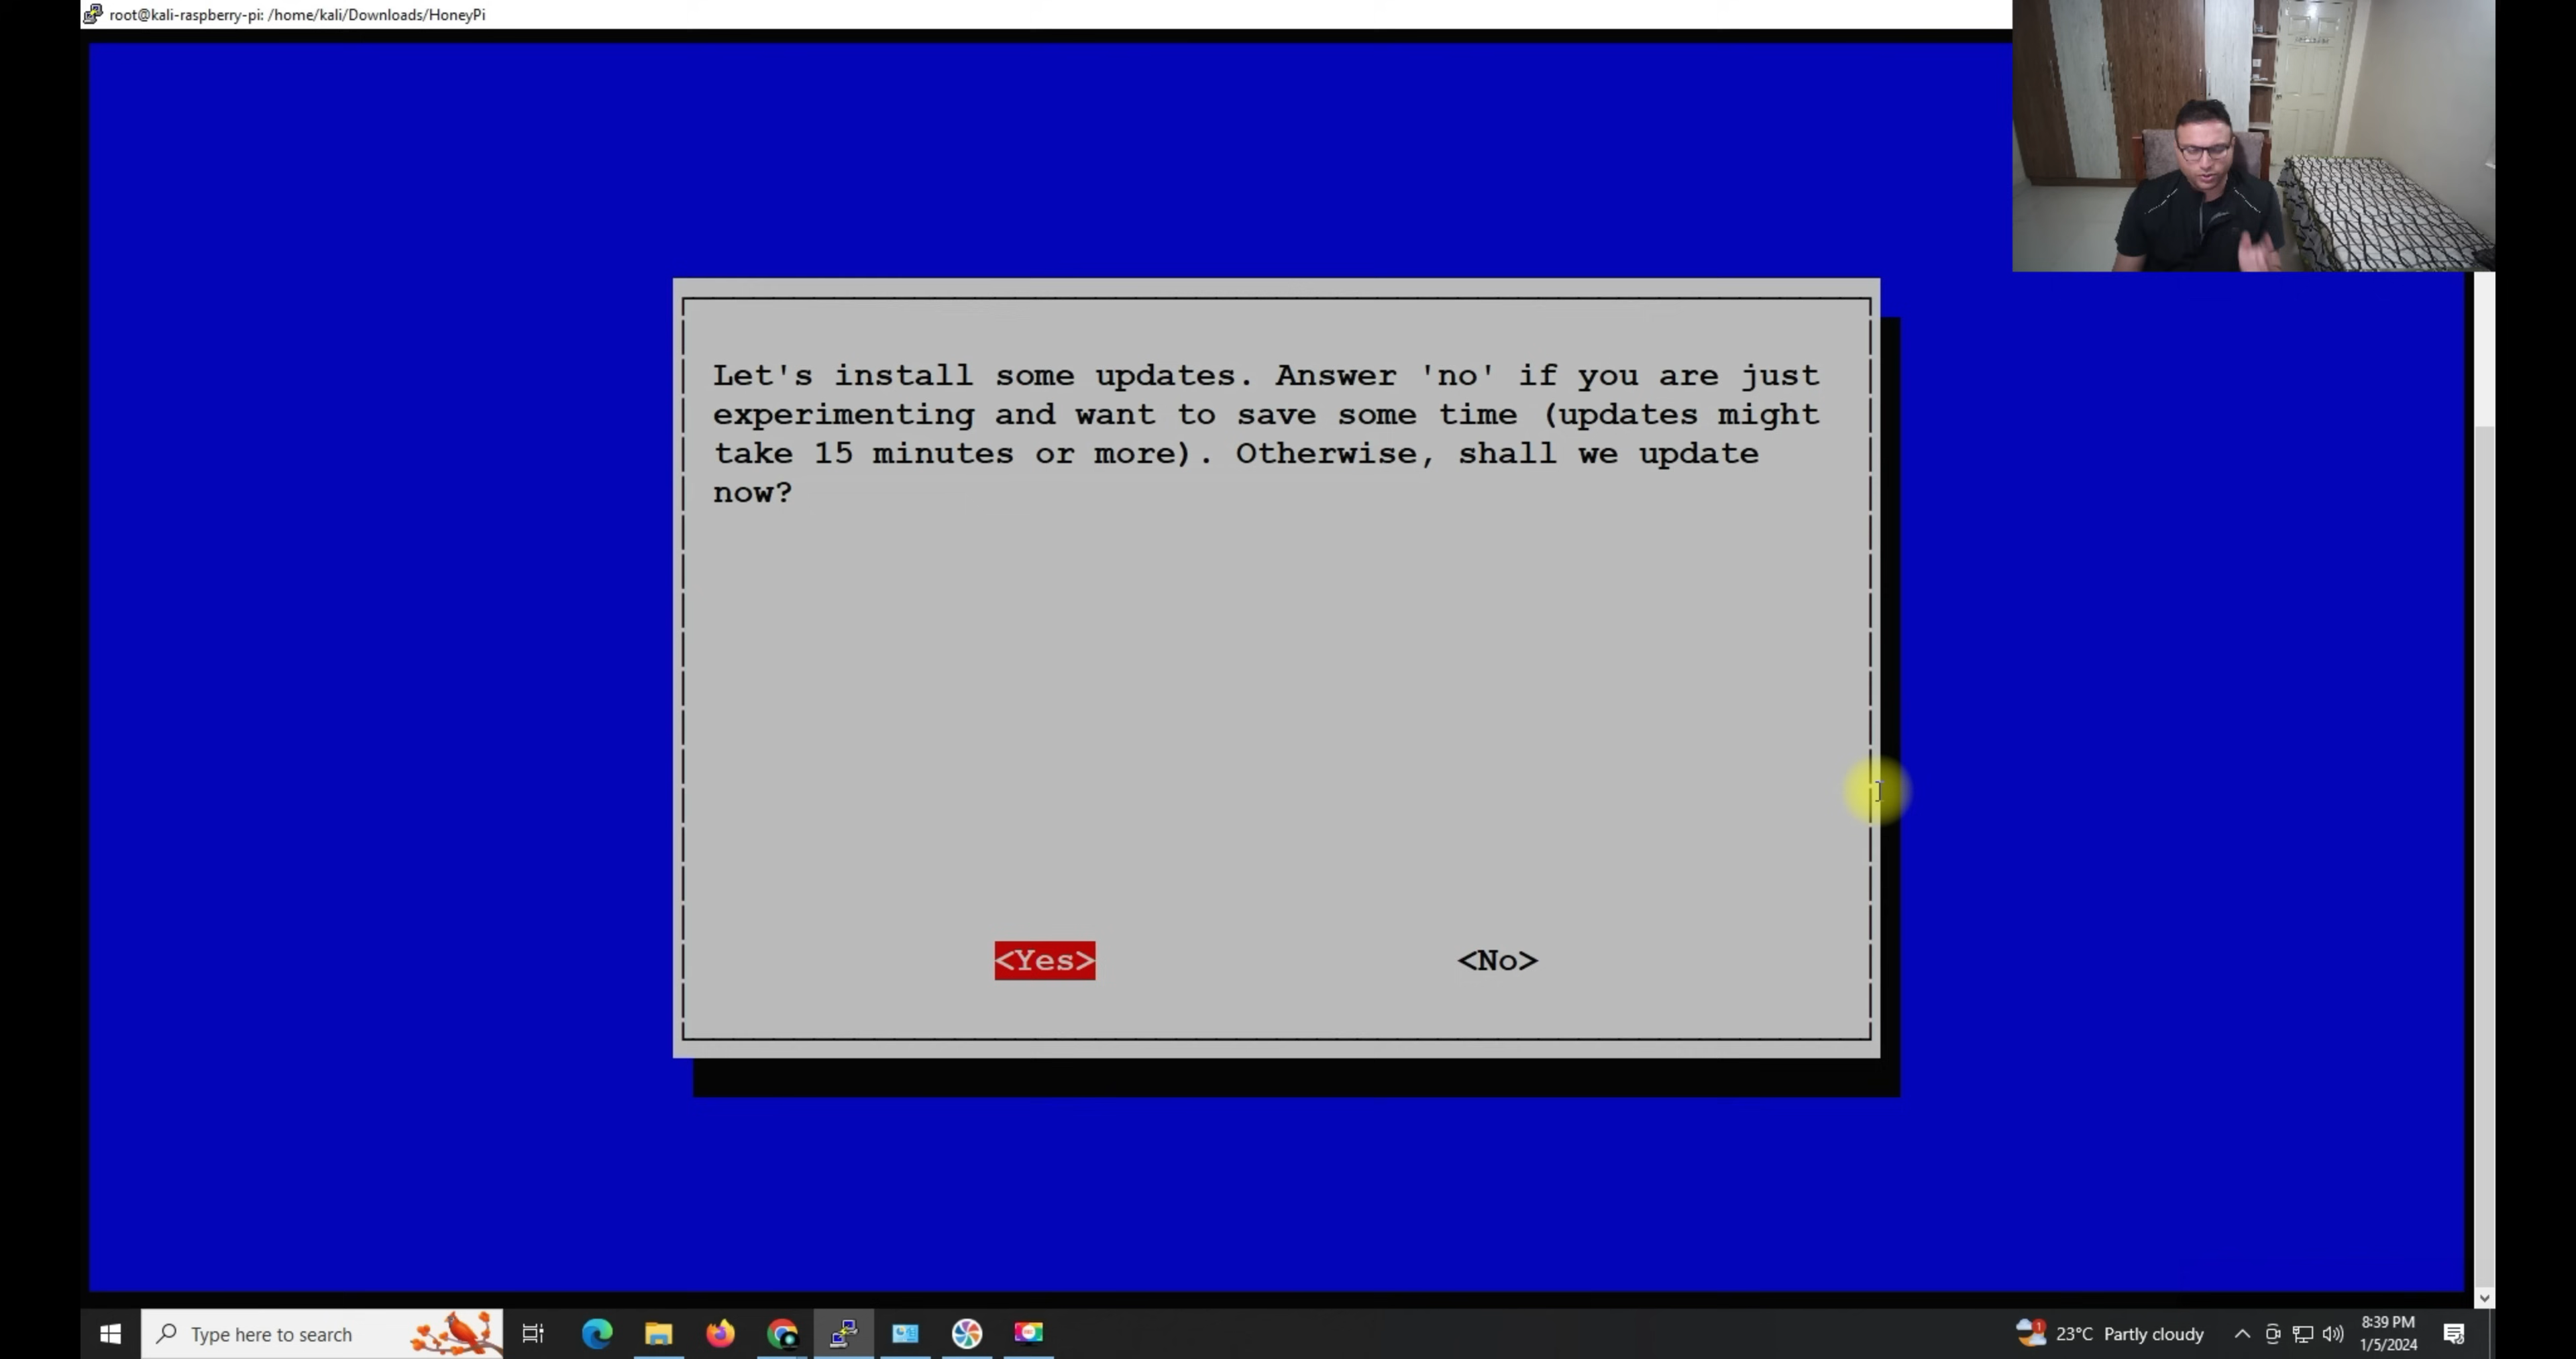 root@kali-raspberry-pi: /home/kali/Downloads/HoneyPi
Let's install some updates. Answer 'no' if you are just
experimenting and want to save some time (updates might
take 15 minutes or more). Otherwise, shall we update
now?
<Yes> <No>
Type here to search
1
23°C Partly cloudy
8:39 PM
1/5/2024